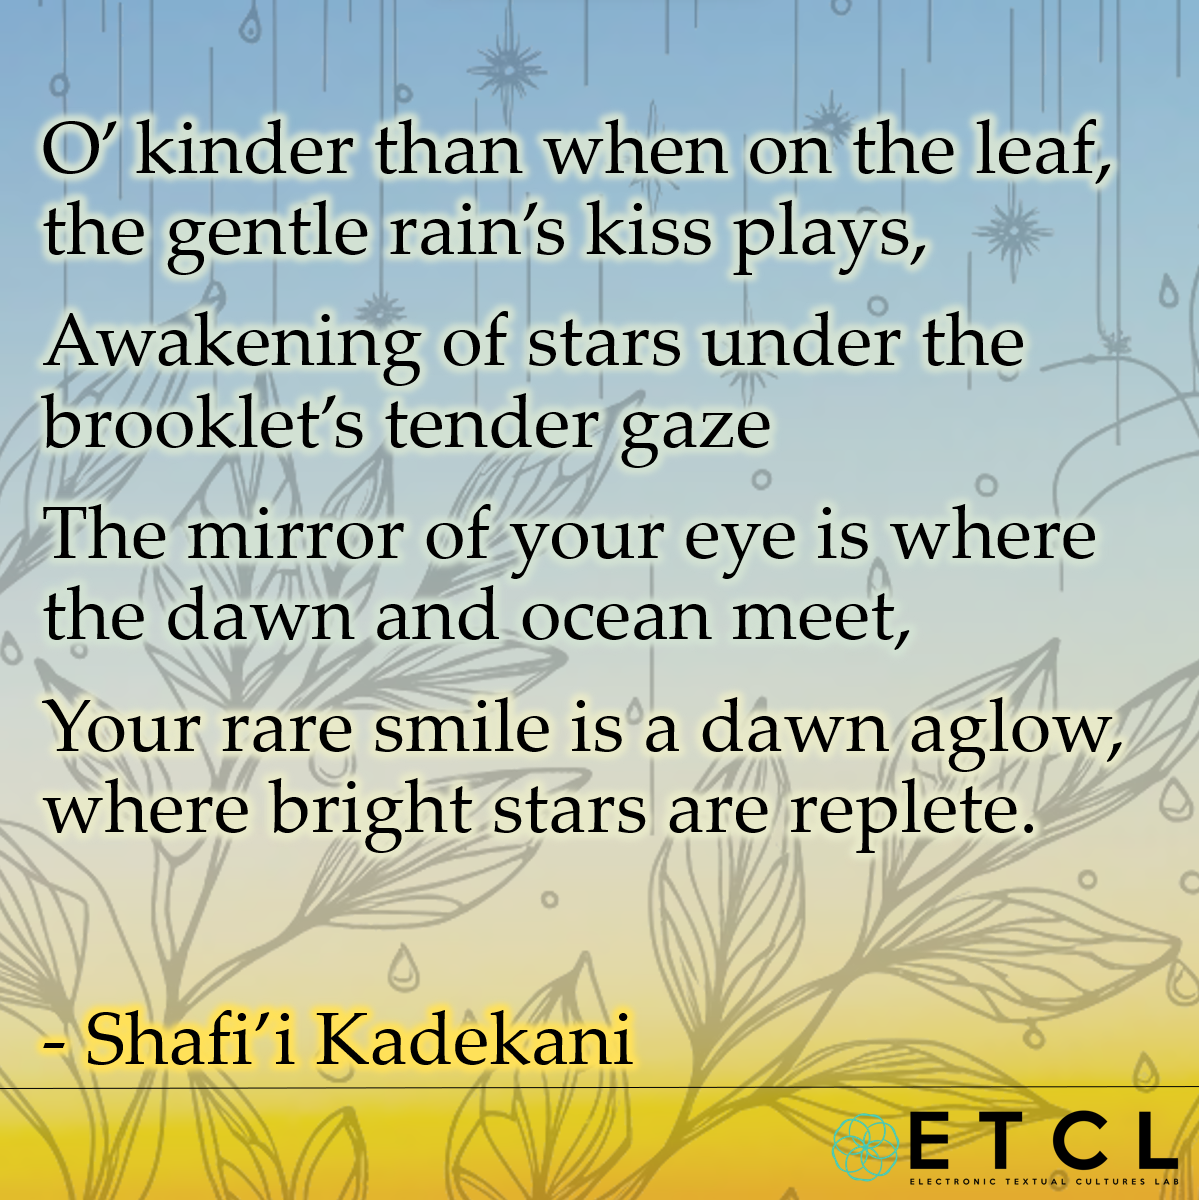 O’ kinder than when on the leaf,
the gentle rain’s kiss plays,
Awakening of stars under the
brooklet’s tender gaze
The mirror of your eye is where
the dawn and ocean meet,
Your rare smile is a dawn aglow,
where bright stars are replete.
- Shafi’i Kadekani
ETCL
ELECTRONIC TEXTUAL CULTURES LAB